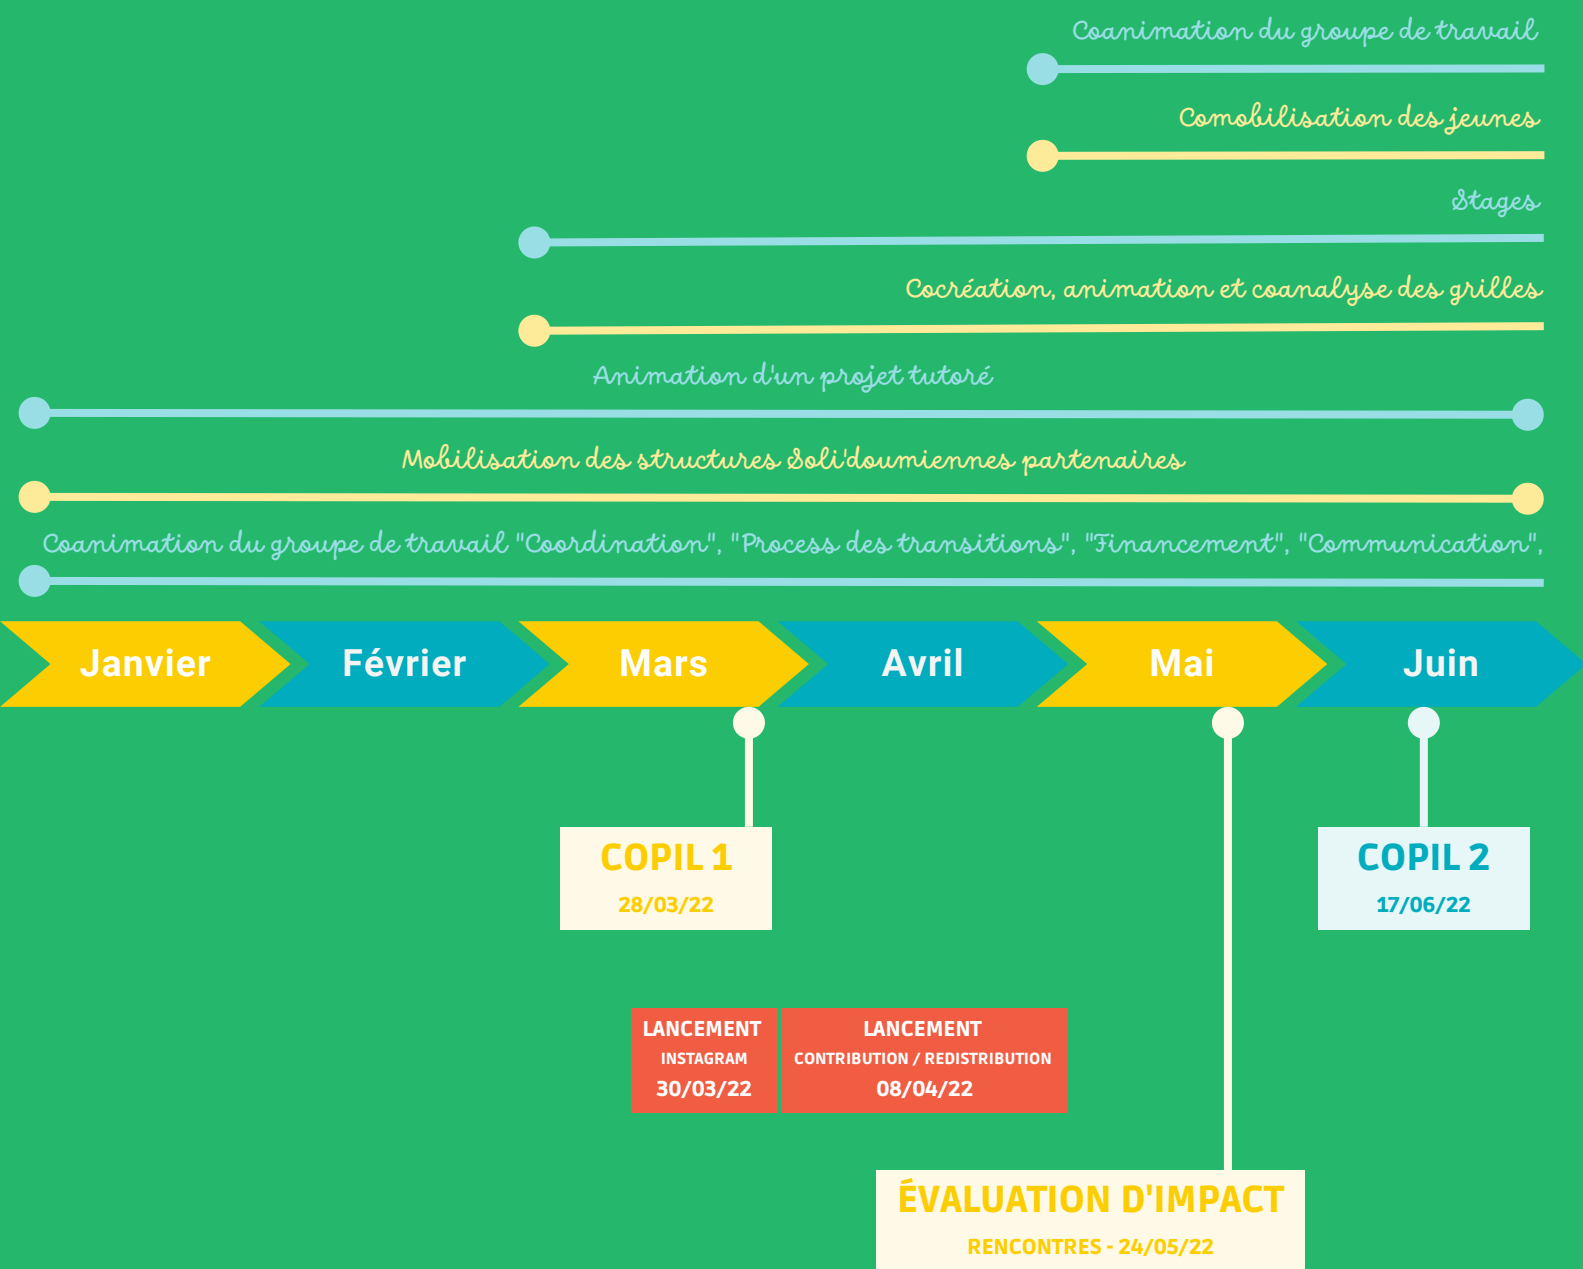 Coanimation du groupe de travail
Comobilisation des jeunes
Stages
Cocréation, animation et coanalyse des grilles
Animation d'un projet tutoré
Mobilisation des structures Soli'doumiennes partenaires
Coanimation du groupe de travail "Coordination", "Process des transitions", "Financement", "Communication",
Janvier
Février
Mars
Avril
Mai
Juin
COPIL 1
28/03/22
COPIL 2
17/06/22
LANCEMENT
INSTAGRAM
30/03/22
LANCEMENT
CONTRIBUTION / REDISTRIBUTION
08/04/22
ÉVALUATION D'IMPACT
RENCONTRES - 24/05/22